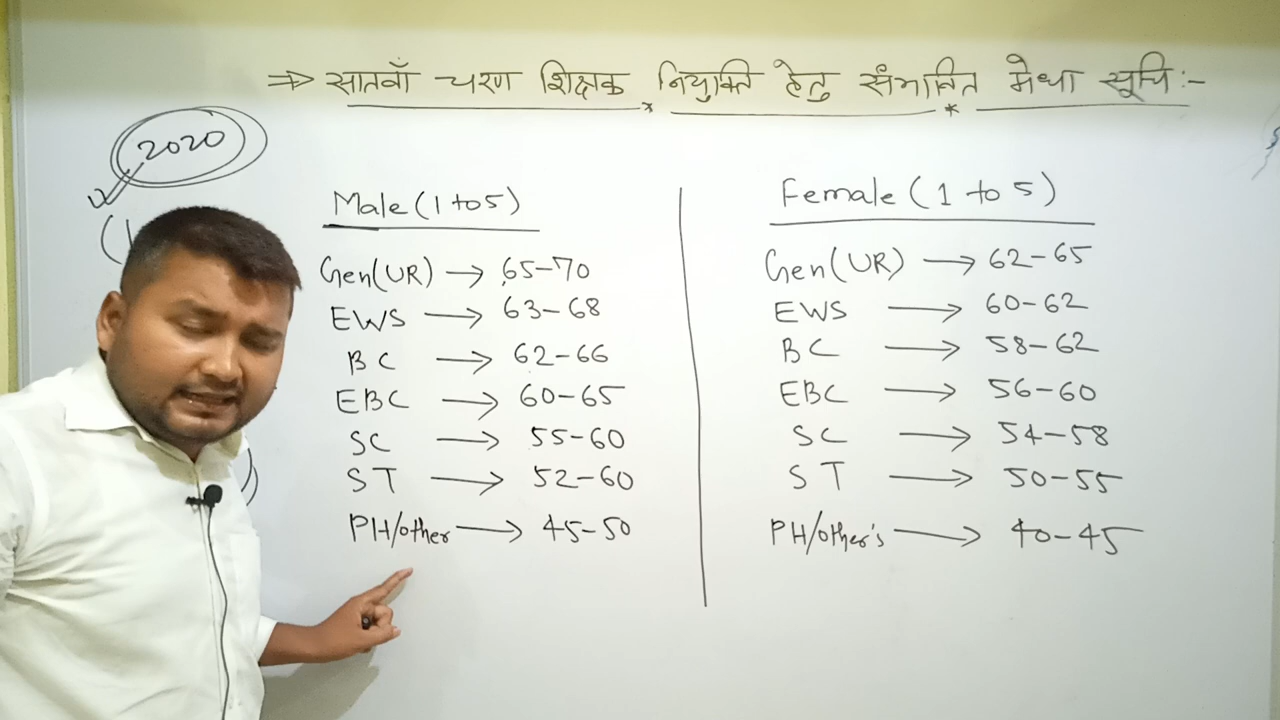 ⇒ सातवाँ चरण शिक्षक नियुक्ति हेतु संभावित मेधा सूचि :-
2020
Male (1 to 5)
Gen(UR) → 65-70
EWS → 63-68
BC → 62-66
EBC → 60-65
SC → 55-60
ST → 52-60
PH/other → 45-50
Female (1 to 5)
Gen(UR) → 62-65
EWS → 60-62
BC → 58-62
EBC → 56-60
SC → 54-58
ST → 50-55
PH/other's → 40-45